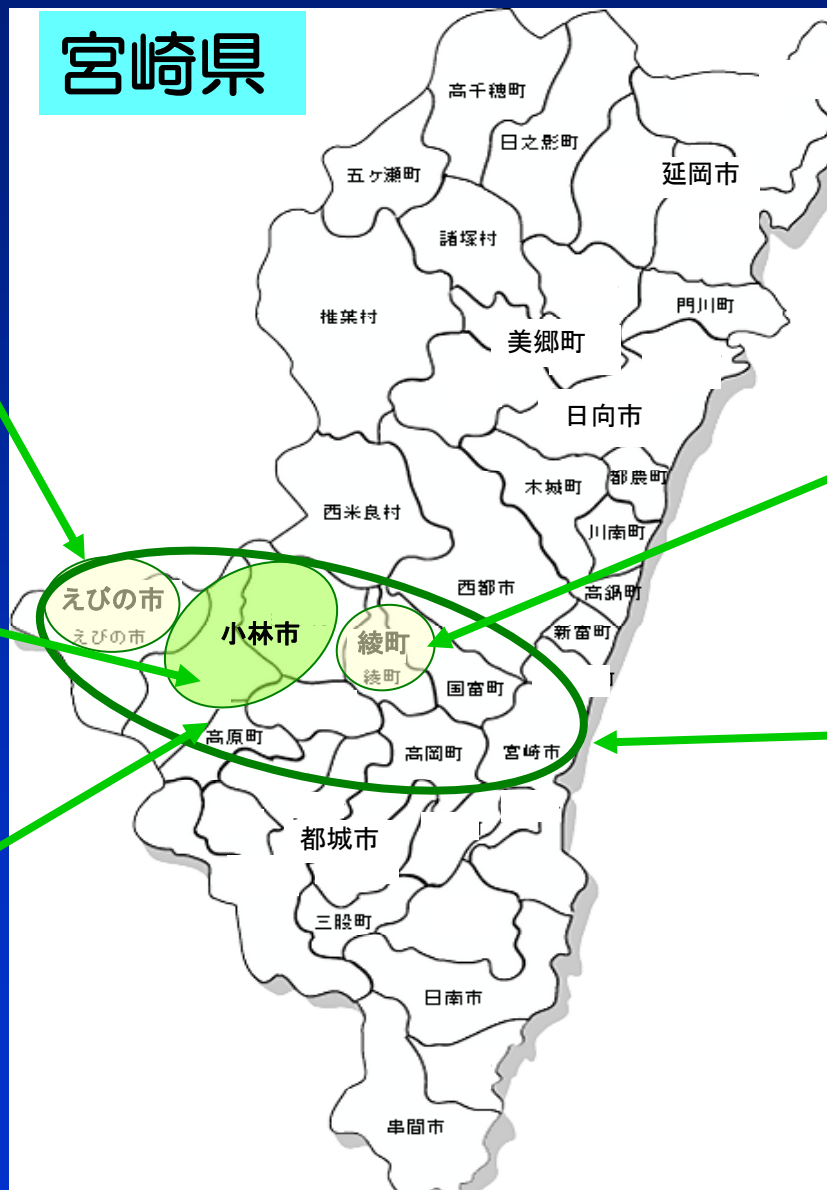 宮崎県
高千穂町
日之影町
延岡市
五ヶ瀬町
諸塚村
門川町
椎葉村
美郷町
日向市
木城町
都農町
西米良村
川南町
西都市
高鍋町
えびの市
えびの市
小林市
綾町
綾町
新富町
国富町
高原町
高岡町
宮崎市
都城市
三股町
日南市
串間市